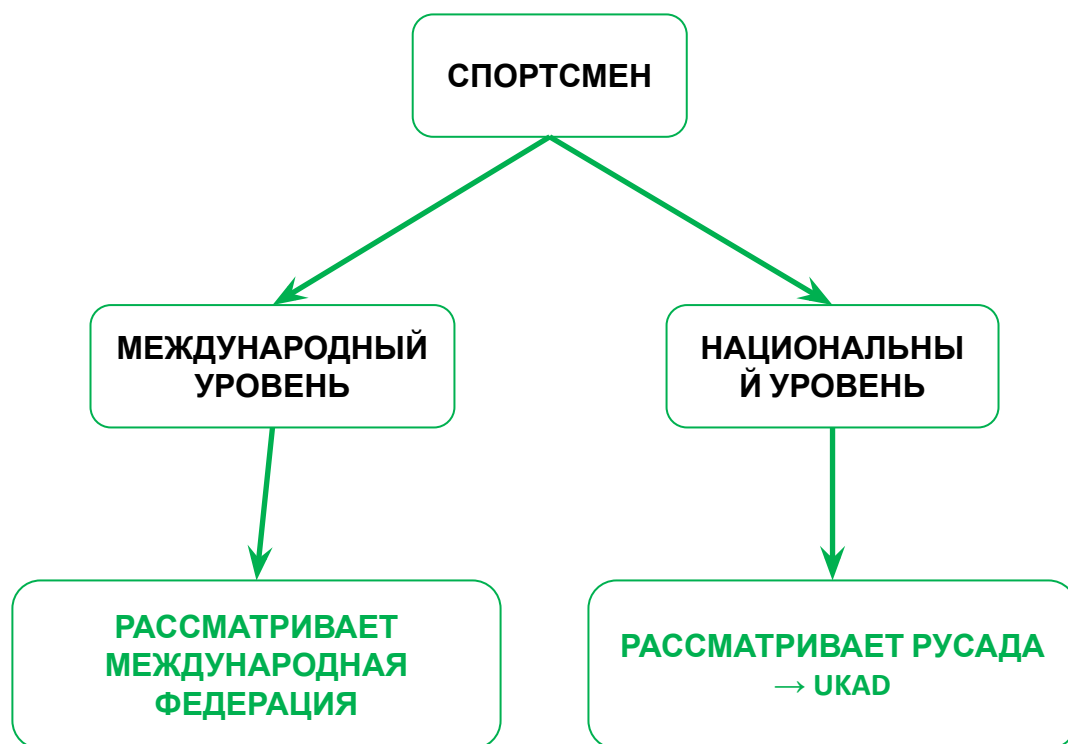 СПОРТСМЕН
МЕЖДУНАРОДНЫЙ
УРОВЕНЬ
НАЦИОНАЛЬНЫ
Й УРОВЕНЬ
РАССМАТРИВАЕТ
МЕЖДУНАРОДНАЯ
ФЕДЕРАЦИЯ
РАССМАТРИВАЕТ РУСАДА
→ UKAD